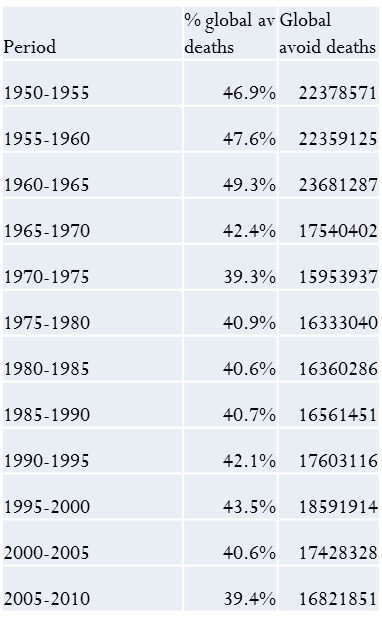 Period % global av deaths Global avoid deaths
1950-1955 46.9% 22378571
1955-1960 47.6% 22359125
1960-1965 49.3% 23681287
1965-1970 42.4% 17540402
1970-1975 39.3% 15953937
1975-1980 40.9% 16333040
1980-1985 40.6% 16360286
1985-1990 40.7% 16561451
1990-1995 42.1% 17603116
1995-2000 43.5% 18591914
2000-2005 40.6% 17428328
2005-2010 39.4% 16821851